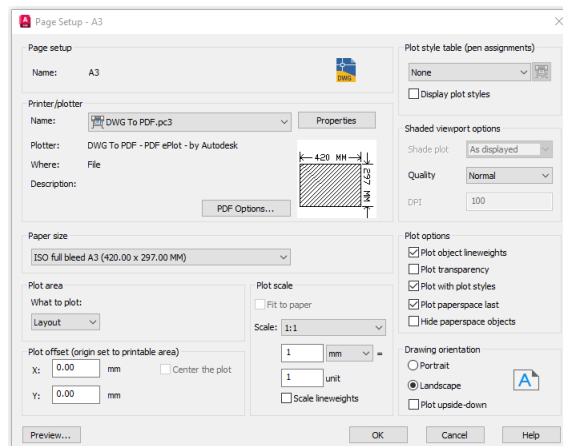 Page Setup - A3
Page setup
Name: A3
DWG
Printer/plotter
Name: DWG To PDF.pc3
Properties
Plotter: DWG To PDF - PDF ePlot - by Autodesk
Where: File
Description:
420 MM
297 MM
PDF Options...
Paper size
ISO full bleed A3 (420.00 x 297.00 MM)
Plot area
What to plot:
Layout
Plot offset (origin set to printable area)
X: 0.00 mm
Center the plot
Y: 0.00 mm
Plot scale
Fit to paper
Scale: 1:1
1 mm =
1 unit
Scale lineweights
Plot style table (pen assignments)
None
Display plot styles
Shaded viewport options
Shade plot As displayed
Quality Normal
DPI 100
Plot options
Plot object lineweights
Plot transparency
Plot with plot styles
Plot paperspace last
Hide paperspace objects
Drawing orientation
Portrait
Landscape
A
Plot upside-down
Preview...
OK
Cancel
Help